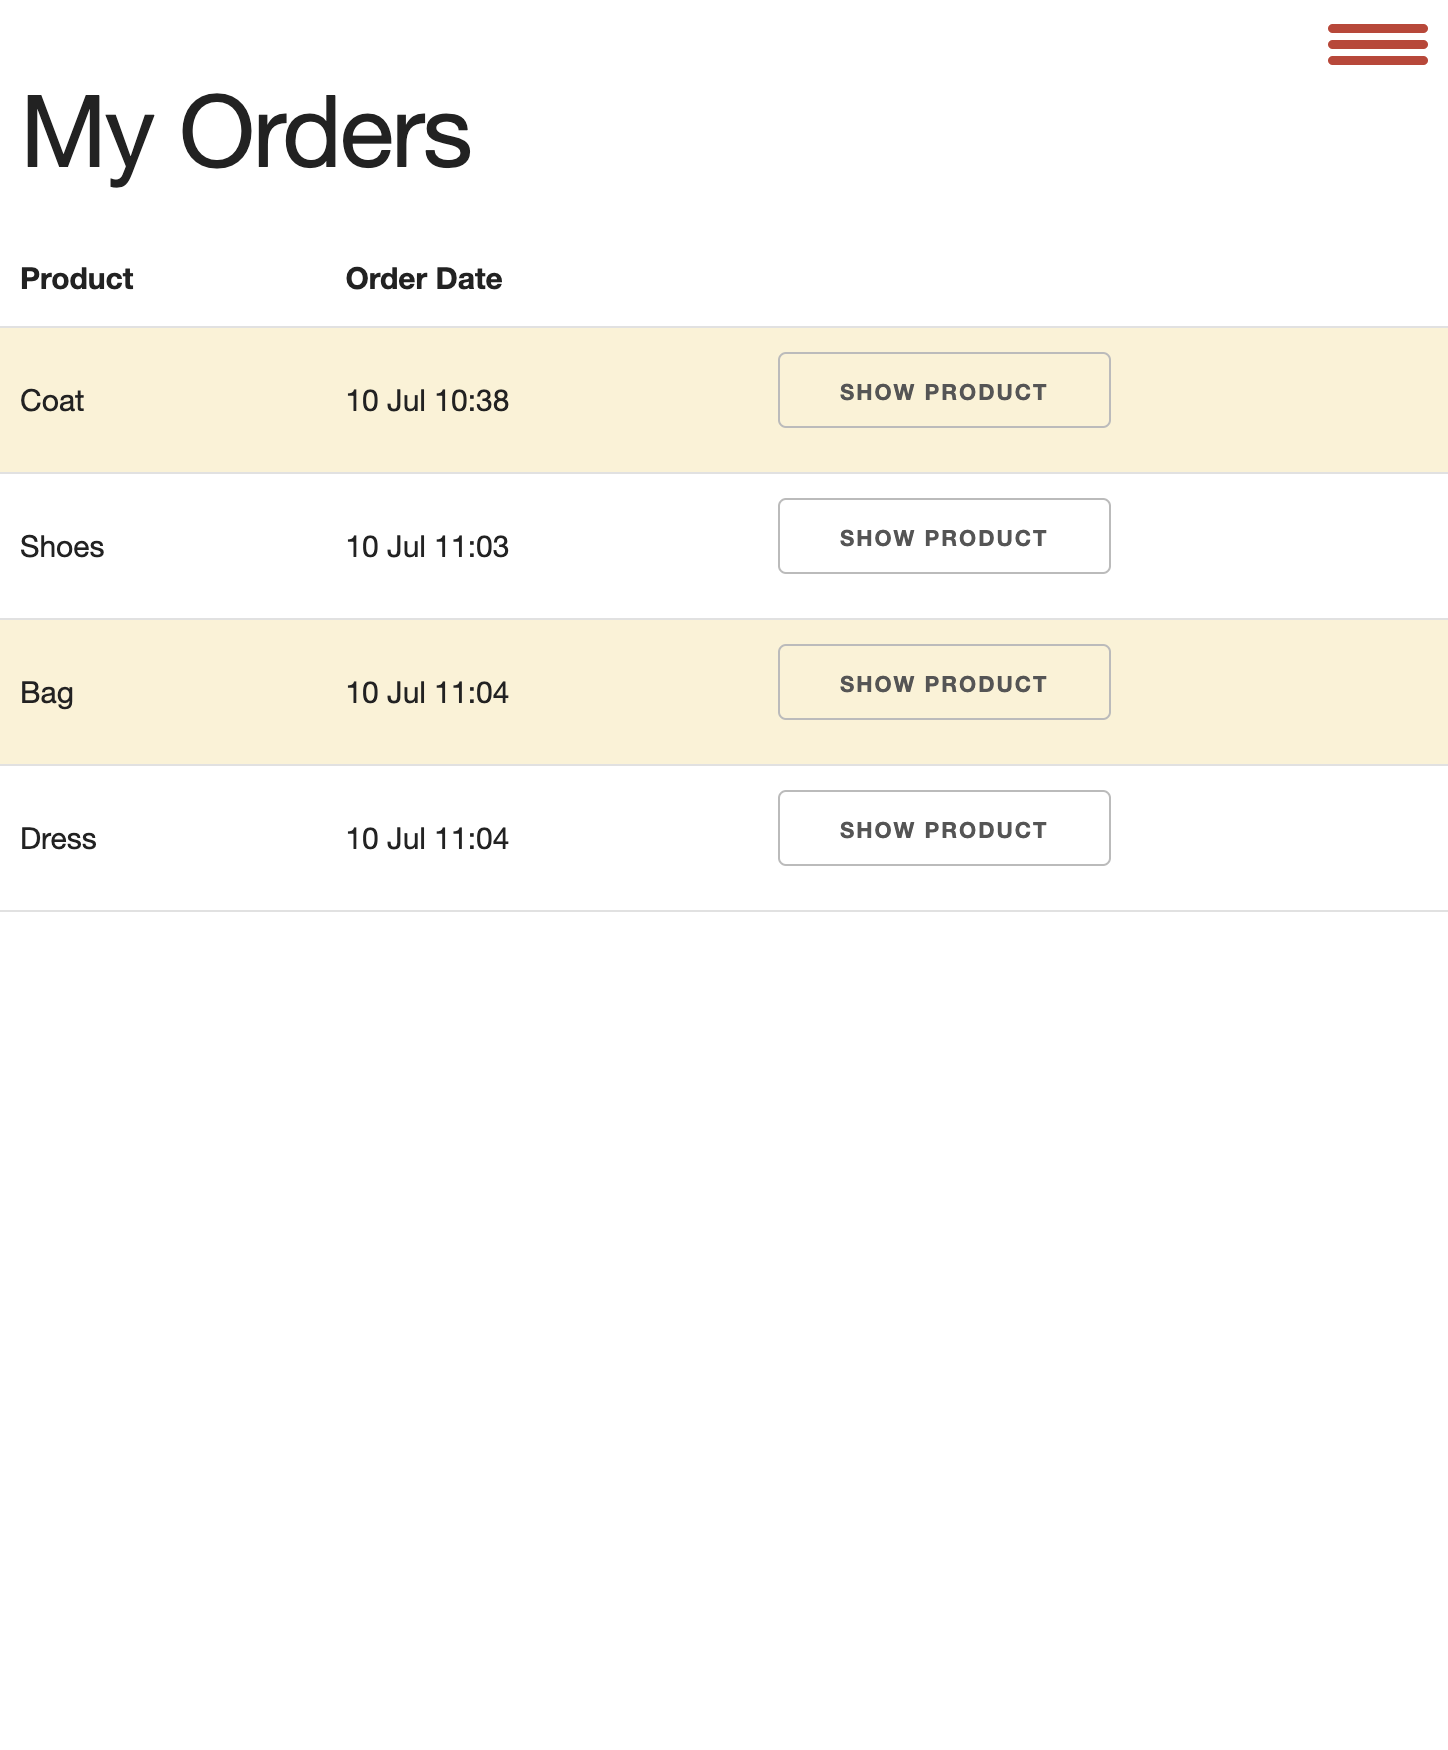 My Orders
Product Order Date
Coat 10 Jul 10:38 SHOW PRODUCT
Shoes 10 Jul 11:03 SHOW PRODUCT
Bag 10 Jul 11:04 SHOW PRODUCT
Dress 10 Jul 11:04 SHOW PRODUCT